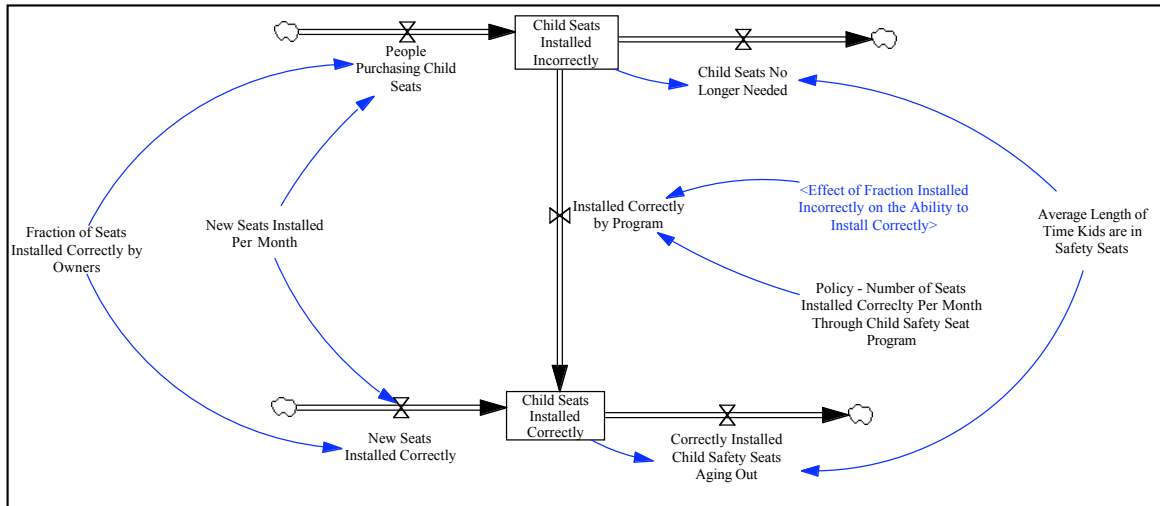 Child Seats
Installed
Incorrectly
People
Purchasing Child
Seats
Child Seats No
Longer Needed
Fraction of Seats
Installed Correctly by
Owners
New Seats Installed
Per Month
Installed Correctly
by Program
<Effect of Fraction Installed
Incorrectly on the Ability to
Install Correctly>
Average Length of
Time Kids are in
Safety Seats
Policy - Number of Seats
Installed Correclty Per Month
Through Child Safety Seat
Program
Child Seats
Installed
Correctly
New Seats
Installed Correctly
Correctly Installed
Child Safety Seats
Aging Out